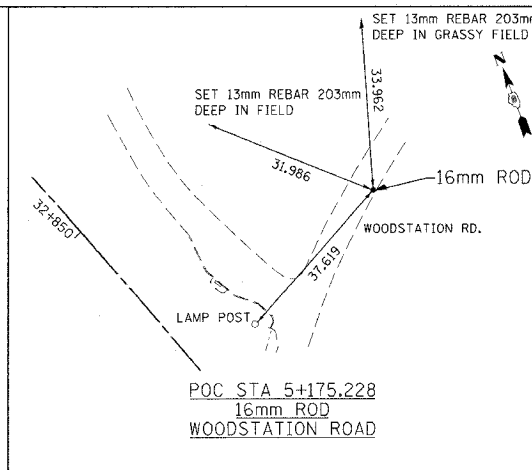 SET 13mm REBAR 203mm
DEEP IN GRASSY FIELD
N
SET 13mm REBAR 203mm
DEEP IN FIELD
33.962
31.986
16mm ROD
WOODSTATION RD.
32+850
37.619
LAMP POST
POC STA 5+175.228
16mm ROD
WOODSTATION ROAD